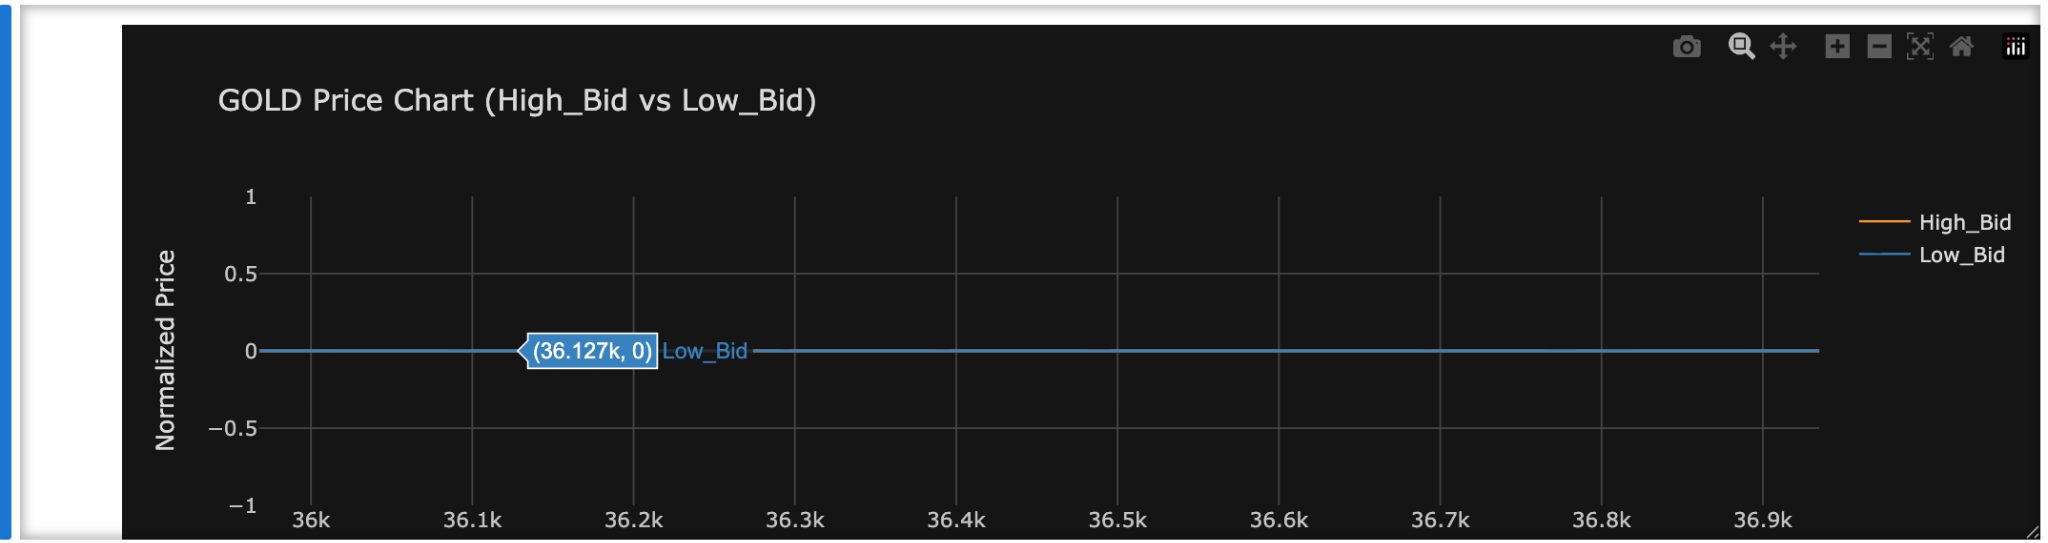 GOLD Price Chart (High_Bid vs Low_Bid)
1
0.5
0
−0.5
−1
Normalized Price
(36.127k, 0) Low_Bid
High_Bid
Low_Bid
36k 36.1k 36.2k 36.3k 36.4k 36.5k 36.6k 36.7k 36.8k 36.9k